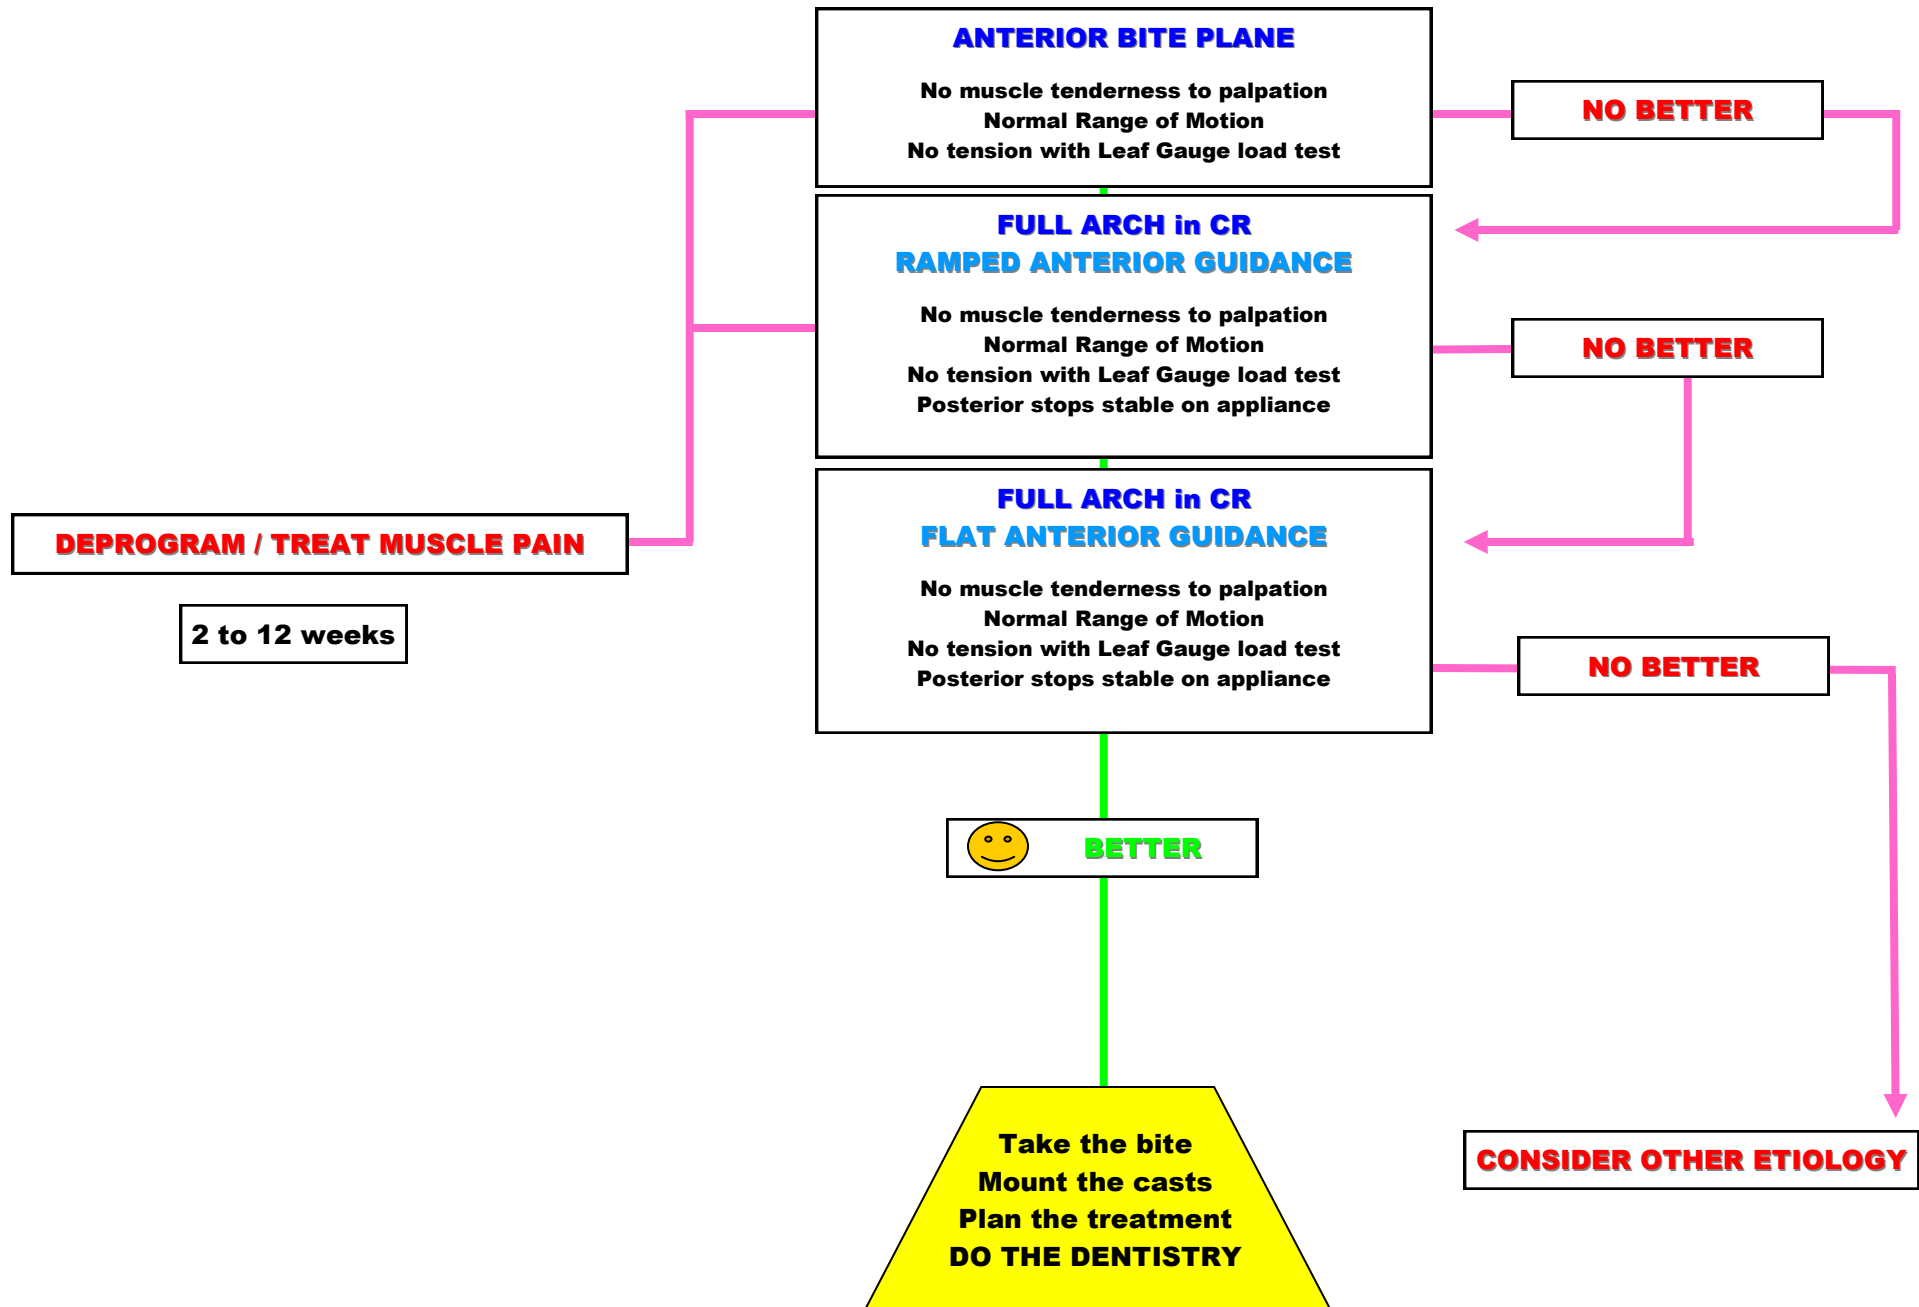 ANTERIOR BITE PLANE
No muscle tenderness to palpation
Normal Range of Motion
No tension with Leaf Gauge load test
NO BETTER
FULL ARCH in CR
RAMPED ANTERIOR GUIDANCE
No muscle tenderness to palpation
Normal Range of Motion
No tension with Leaf Gauge load test
Posterior stops stable on appliance
NO BETTER
FULL ARCH in CR
FLAT ANTERIOR GUIDANCE
No muscle tenderness to palpation
Normal Range of Motion
No tension with Leaf Gauge load test
Posterior stops stable on appliance
DEPROGRAM / TREAT MUSCLE PAIN
2 to 12 weeks
NO BETTER
BETTER
Take the bite
Mount the casts
Plan the treatment
DO THE DENTISTRY
CONSIDER OTHER ETIOLOGY